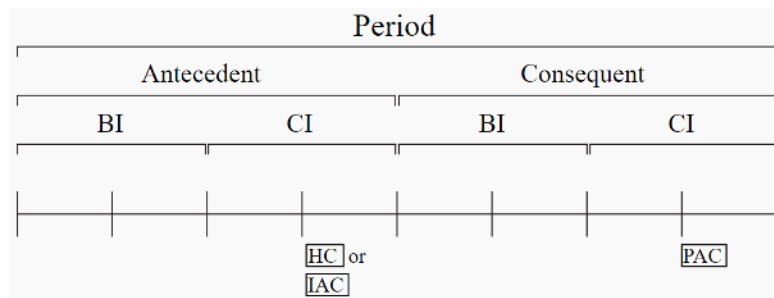 Period
Antecedent Consequent
BI CI BI CI
HC or PAC
IAC